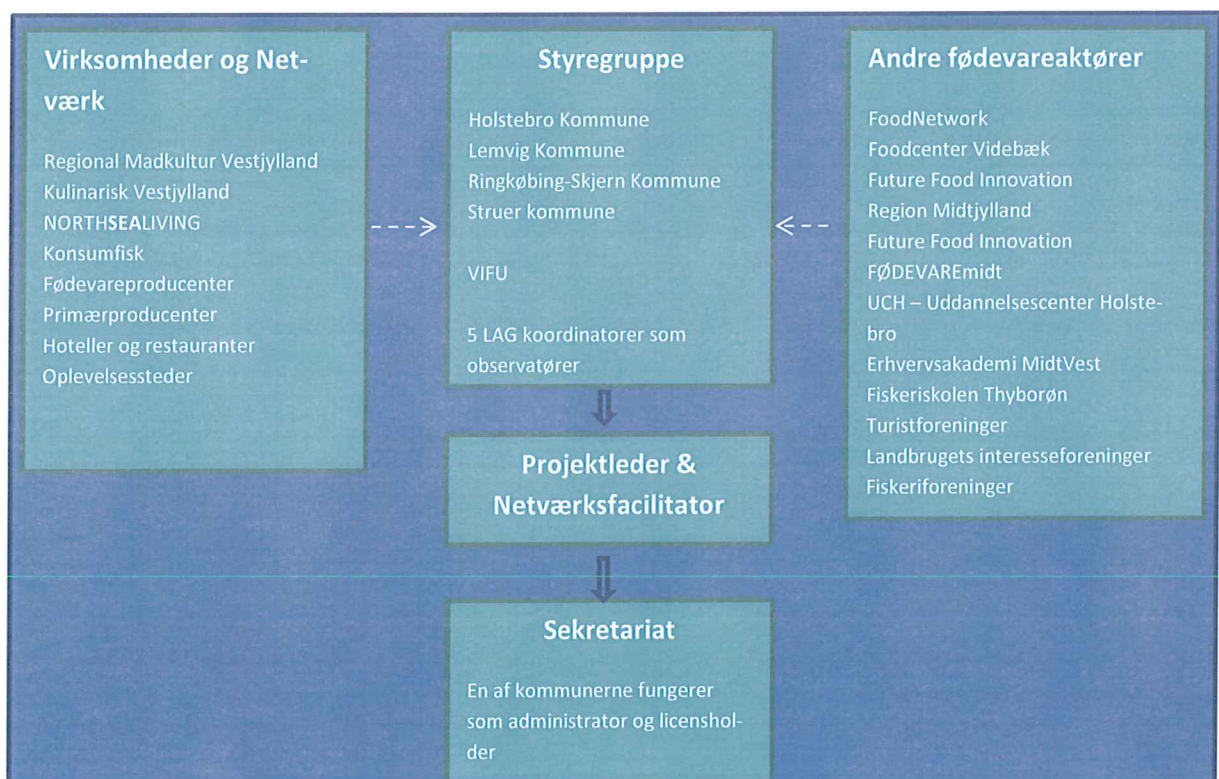 Virksomheder og Net-
værk
Regional Madkultur Vestjylland
Kulinarisk Vestjylland
NORTHSEALIVING
Konsumfisk
Fødevareproducenter
Primærproducenter
Hoteller og restauranter
Oplevelsessteder
Styregruppe
Holstebro Kommune
Lemvig Kommune
Ringkøbing-Skjern Kommune
Struer kommune
VIFU
5 LAG koordinatorer som
observatører
Andre fødevareaktører
FoodNetwork
Foodcenter Videbæk
Future Food Innovation
Region Midtjylland
Future Food Innovation
FØDEVAREmidt
UCH – Uddannelsescenter Holste-
bro
Erhvervsakademi MidtVest
Fiskeriskolen Thyborøn
Turistforeninger
Landbrugets interesseforeninger
Fiskeriforeninger
Projektleder &
Netværksfacilitator
Sekretariat
En af kommunerne fungerer
som administrator og licenshol-
der